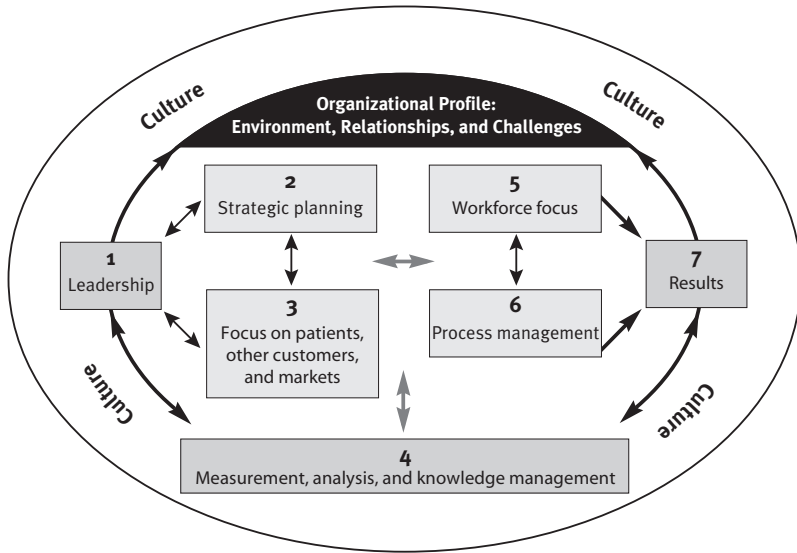 Culture
Culture
Organizational Profile:
Environment, Relationships, and Challenges
2
Strategic planning
5
Workforce focus
1
Leadership
7
Results
3
Focus on patients,
other customers,
and markets
6
Process management
Culture
Culture
4
Measurement, analysis, and knowledge management